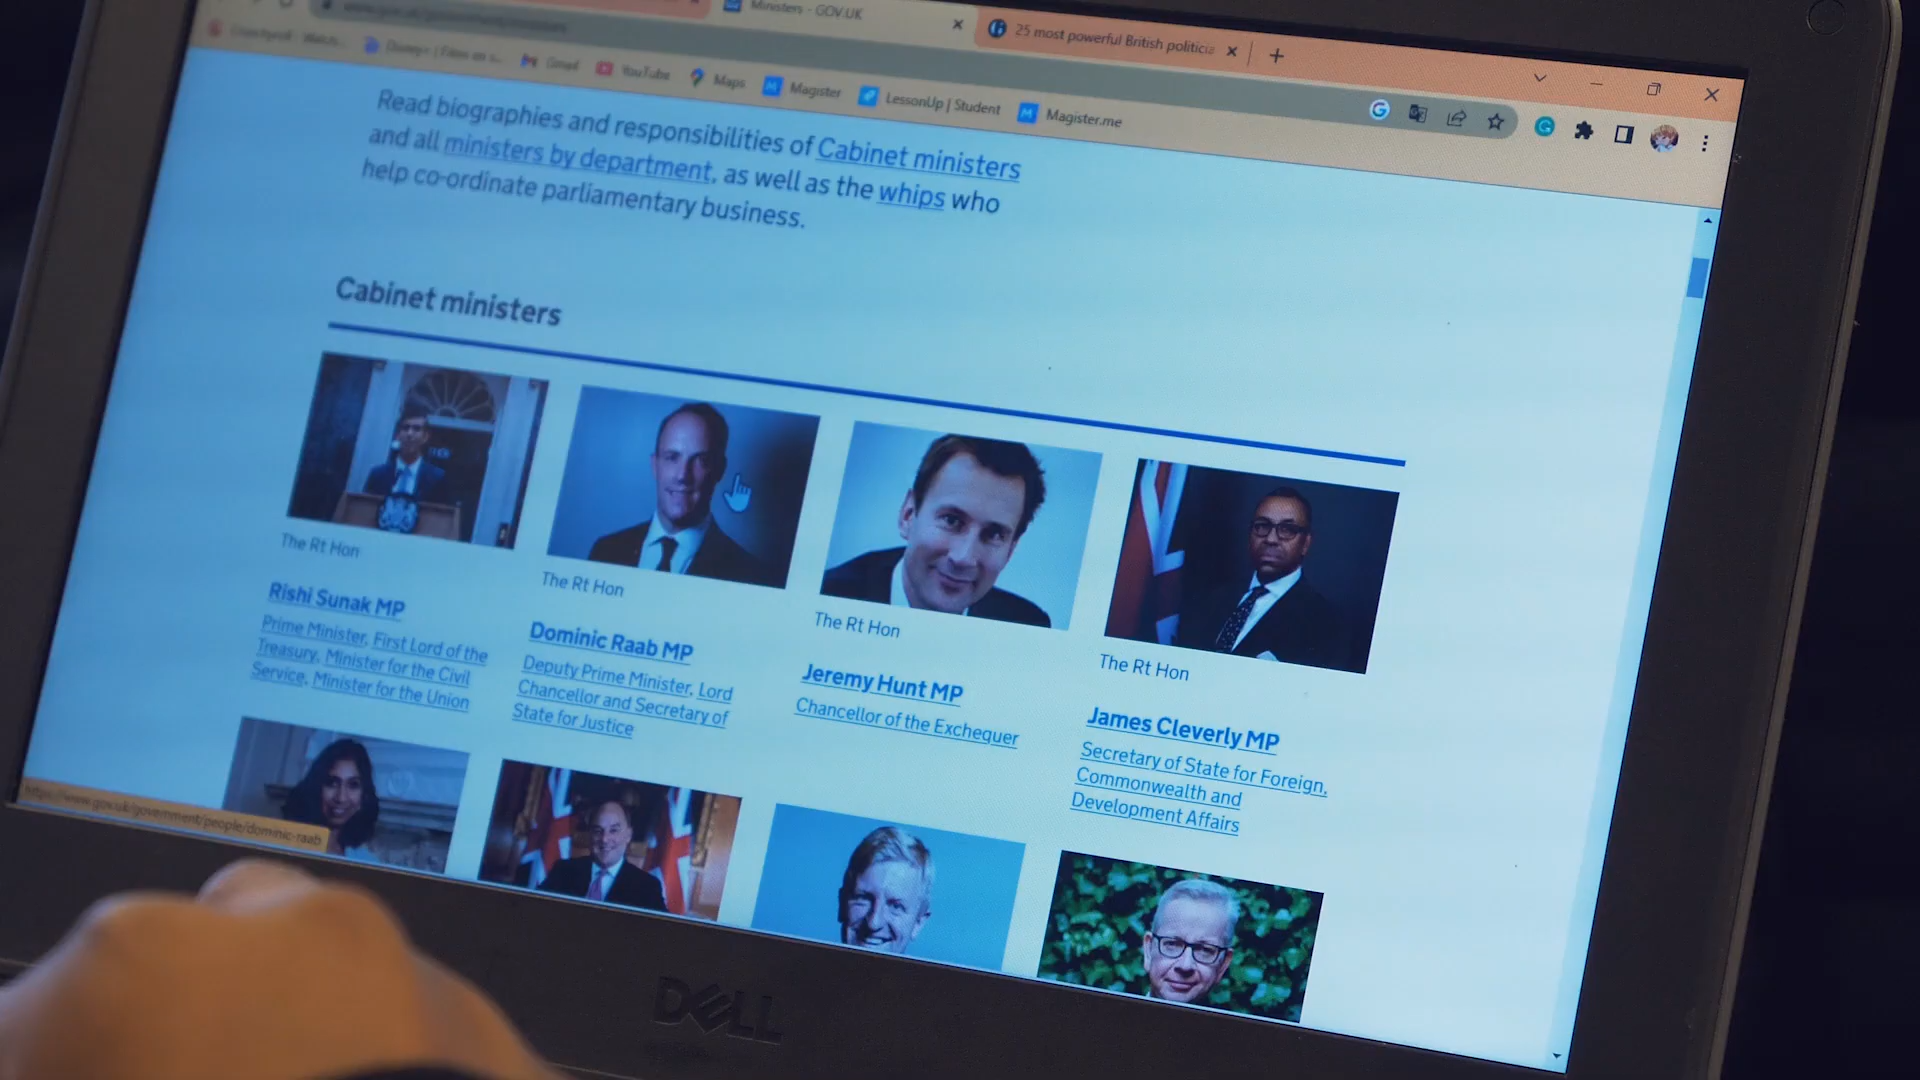 Ministers - GOV.UK
25 most powerful British politicia
Disney+ | Films en s...
Gmail
YouTube
Maps
Magister
LessonUp | Student
Magister.me
Read biographies and responsibilities of Cabinet ministers
and all ministers by department, as well as the whips who
help co-ordinate parliamentary business.
Cabinet ministers
The Rt Hon
Rishi Sunak MP
Prime Minister, First Lord of the
Treasury, Minister for the Civil
Service, Minister for the Union
The Rt Hon
Dominic Raab MP
Deputy Prime Minister, Lord
Chancellor and Secretary of
State for Justice
The Rt Hon
Jeremy Hunt MP
Chancellor of the Exchequer
The Rt Hon
James Cleverly MP
Secretary of State for Foreign,
Commonwealth and
Development Affairs
https://www.gov.uk/government/people/dominic-raab
DELL